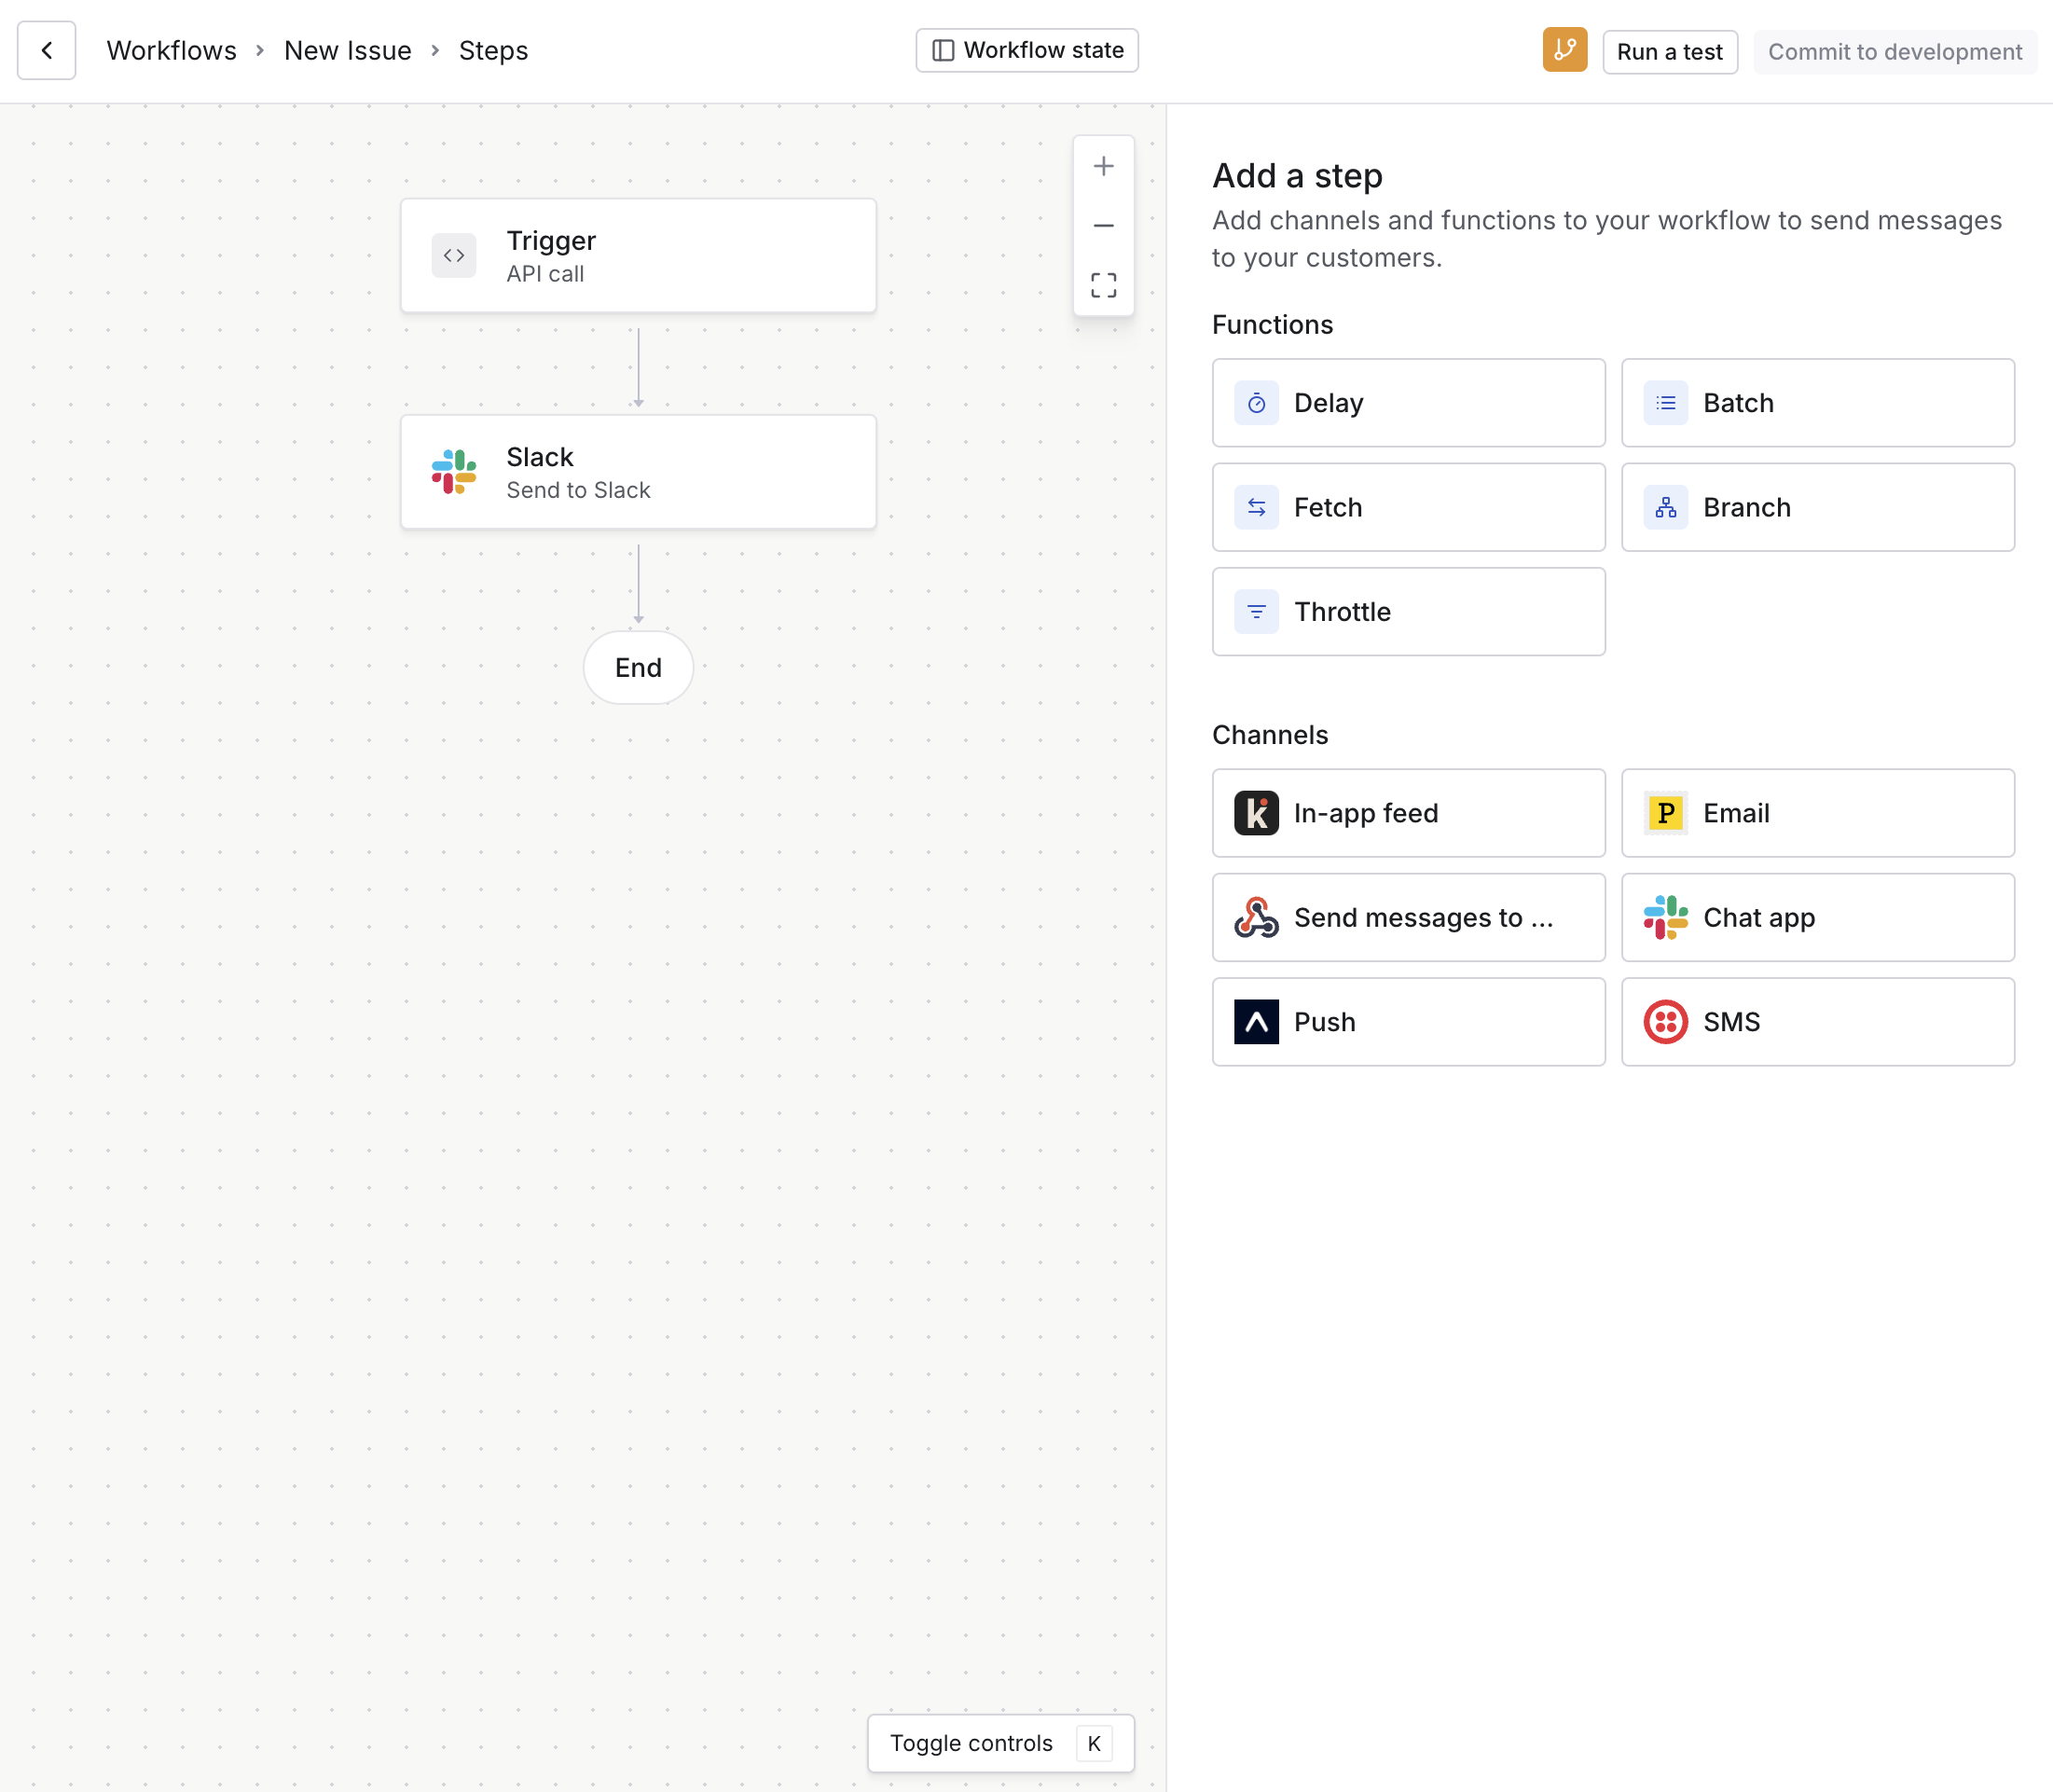 Workflows
New Issue
Steps
Workflow state
Run a test
Commit to development
Trigger
API call
Slack
Send to Slack
End
Toggle controls K
Add a step
Add channels and functions to your workflow to send messages
to your customers.
Functions
Delay
Batch
Fetch
Branch
Throttle
Channels
In-app feed
P
Email
Send messages to ...
Chat app
Push
SMS